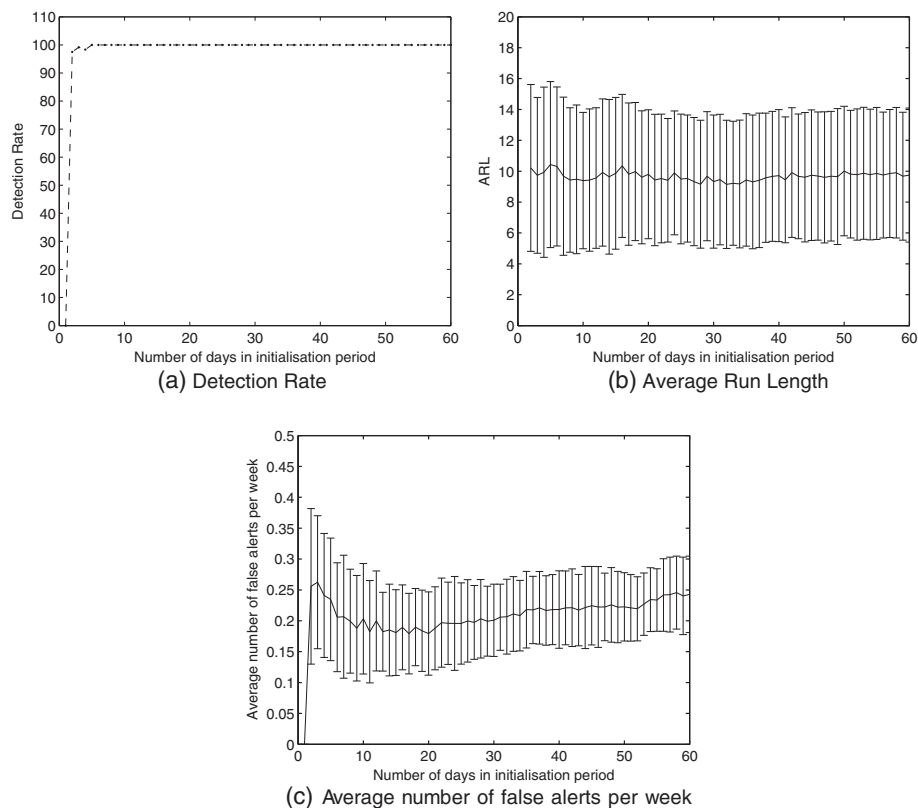 110
100
90
80
70
60
50
40
30
20
10
0
Detection Rate
0 10 20 30 40 50 60
Number of days in initialisation period
(a) Detection Rate
20
18
16
14
12
10
8
6
4
2
0
ARL
0 10 20 30 40 50 60
Number of days in initialisation period
(b) Average Run Length
0.5
0.45
0.4
0.35
0.3
0.25
0.2
0.15
0.1
0.05
0
Average number of false alerts per week
0 10 20 30 40 50 60
Number of days in initialisation period
(c) Average number of false alerts per week